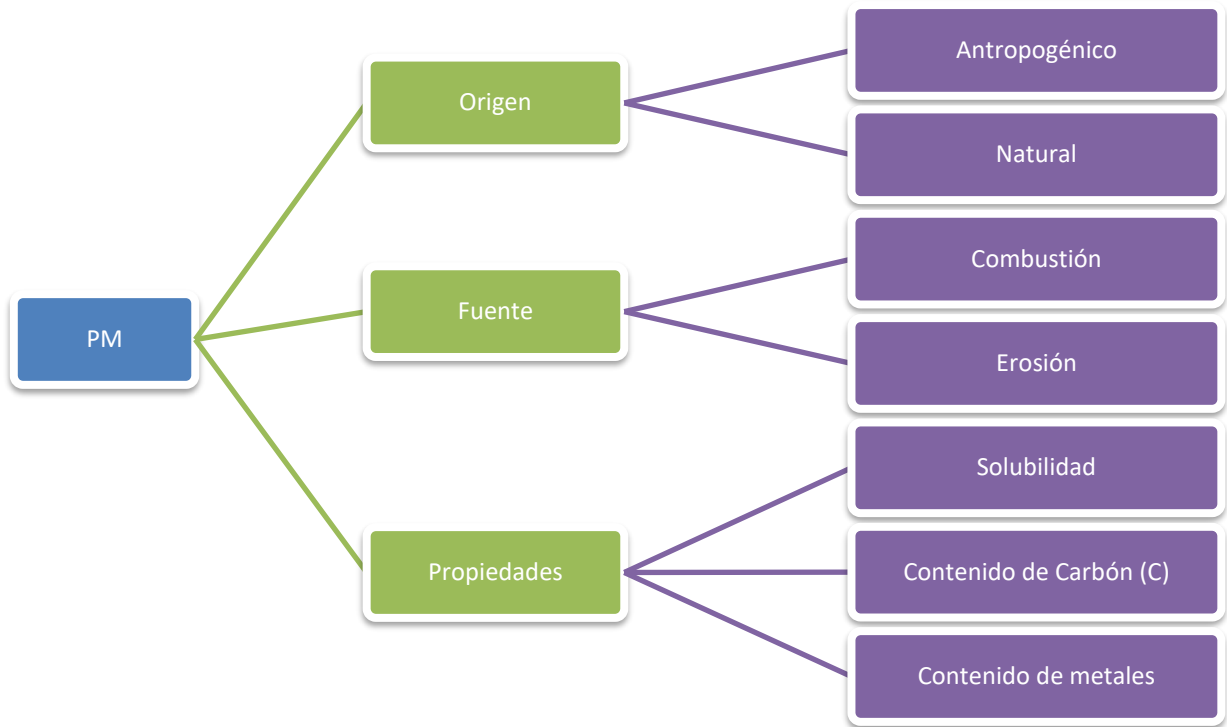 PM
Origen
Antropogénico
Natural
Fuente
Combustión
Erosión
Propiedades
Solubilidad
Contenido de Carbón (C)
Contenido de metales